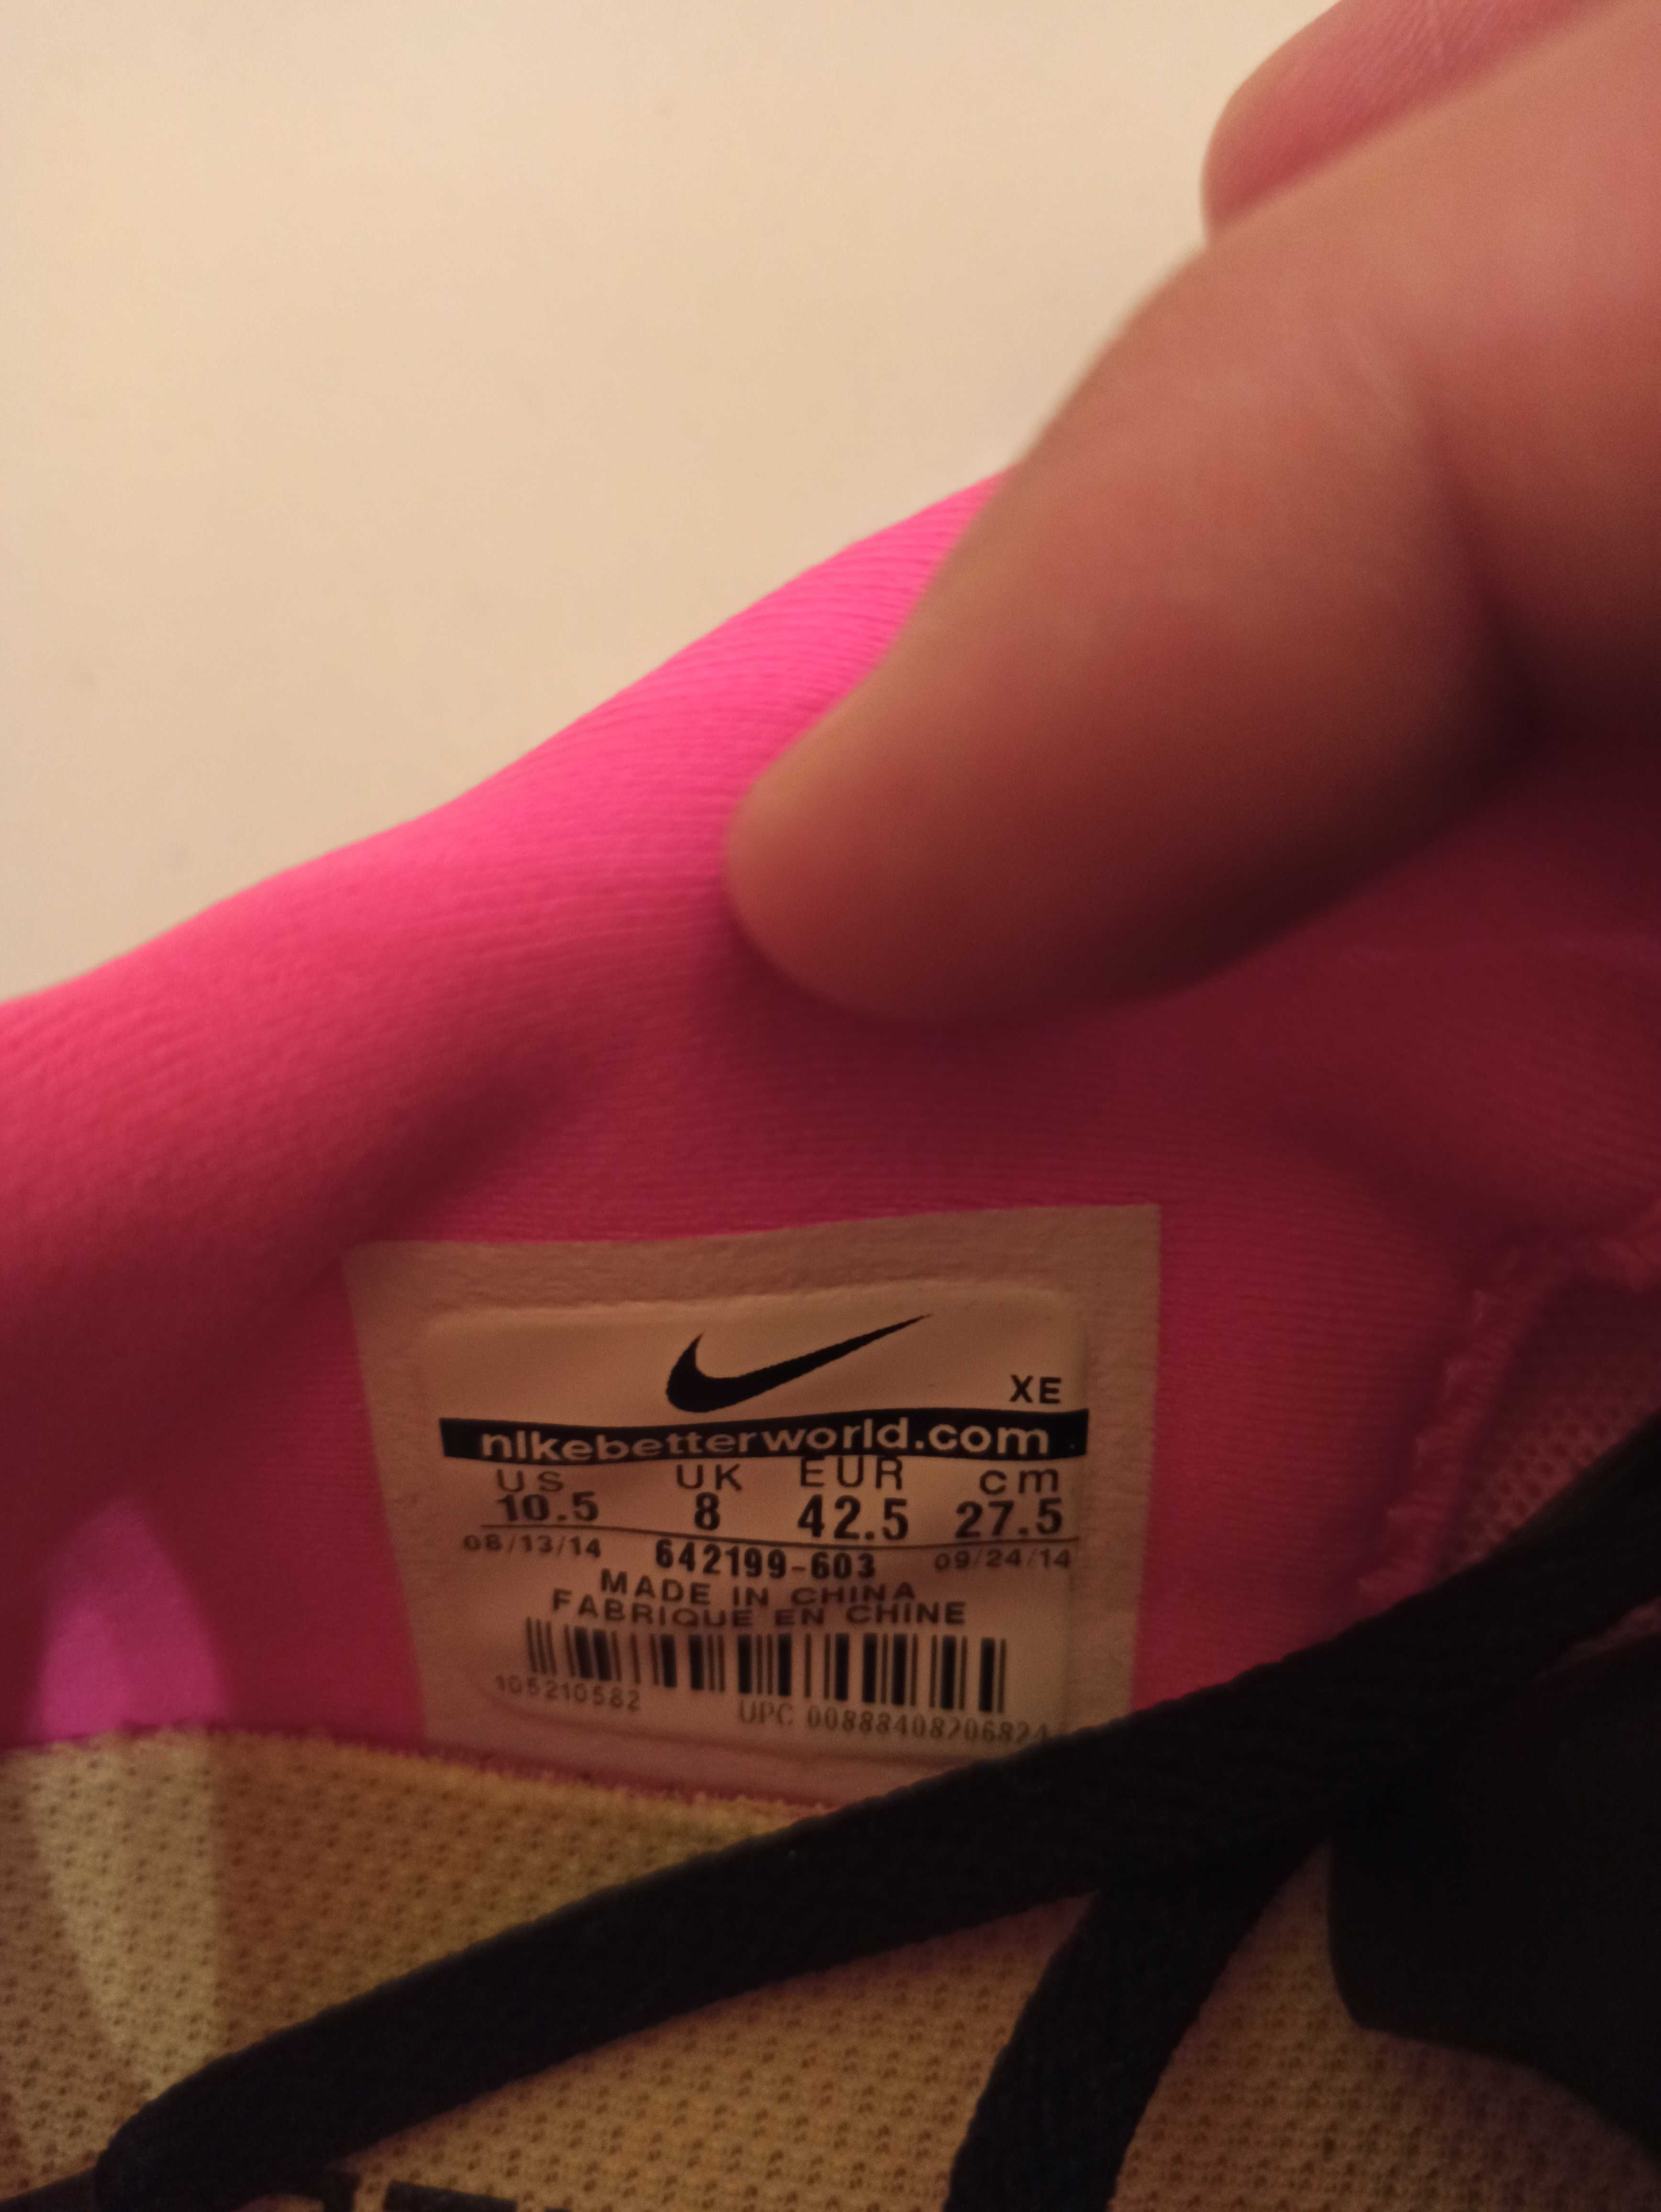 XE
nikebetterworld.com
US UK EUR cm
10.5 8 42.5 27.5
08/13/14 642199-603 09/24/14
MADE IN CHINA
FABRIQUE EN CHINE
105210582
UPC 00888408206824